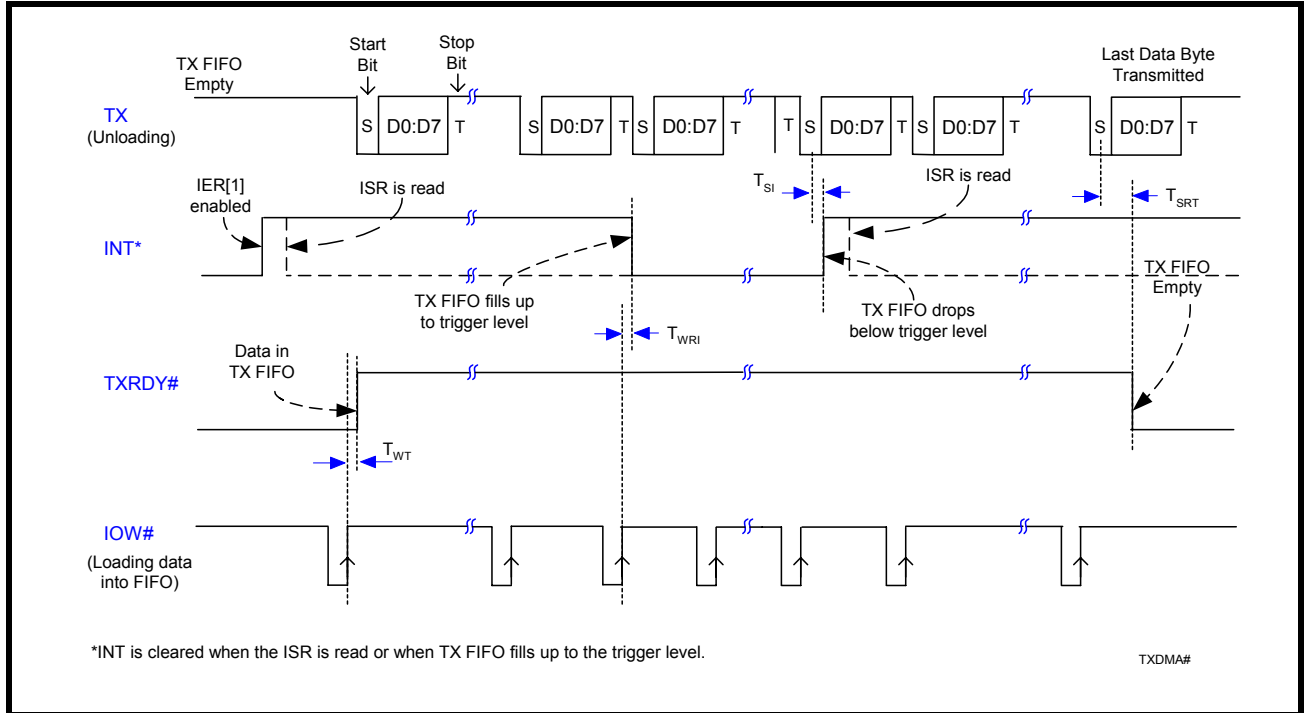 Start
Bit
Stop
Bit
TX FIFO
Empty
Last Data Byte
Transmitted
TX
(Unloading)
S D0:D7 T S D0:D7 T S D0:D7 T T S D0:D7 T S D0:D7 T S D0:D7 T
IER[1]
enabled
ISR is read
TSI
ISR is read
TSRT
INT*
TX FIFO fills up
to trigger level
TX FIFO drops
below trigger level
TX FIFO
Empty
TWRI
Data in
TX FIFO
TXRDY#
TWT
IOW#
(Loading data
into FIFO)
*INT is cleared when the ISR is read or when TX FIFO fills up to the trigger level.
TXDMA#